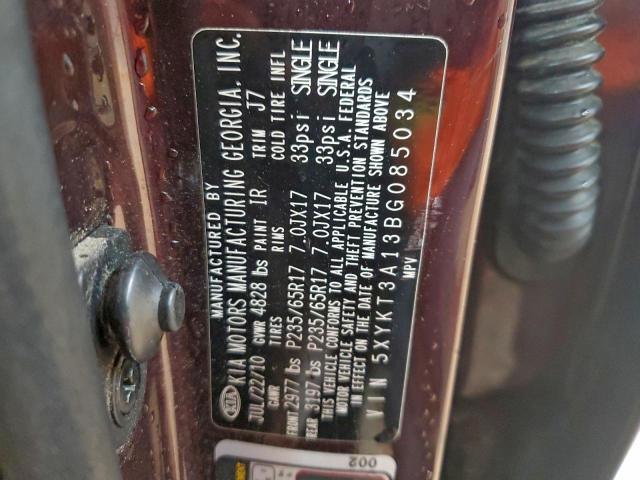 MANUFACTURED BY
KIA KIA MOTORS MANUFACTURING GEORGIA, INC.
JUL/22/10 GVWR 4828 lbs PAINT IR TRIM J7
GAWR TIRES RIMS COLD TIRE INFL
FRONT 2977 lbs P235/65R17 7.0JX17 33psi SINGLE
REAR 3197 lbs P235/65R17 7.0JX17 33psi SINGLE
THIS VEHICLE CONFORMS TO ALL APPLICABLE U.S.A. FEDERAL
MOTOR VEHICLE SAFETY AND THEFT PREVENTION STANDARDS
IN EFFECT ON THE DATE OF MANUFACTURE SHOWN ABOVE
VIN 5XYKT3A13BG085034
MPV
002